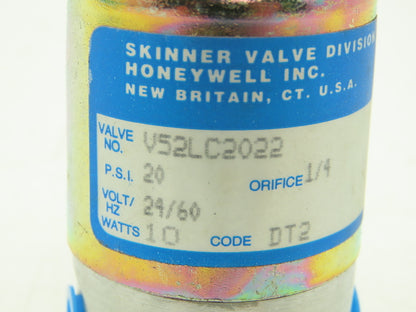 SKINNER VALVE DIVISION
HONEYWELL INC.
NEW BRITAIN, CT. U.S.A.
VALVE NO. V52LC2022
P.S.I. 20 ORIFICE 1/4
VOLT/HZ 24/60
WATTS 10 CODE DT2